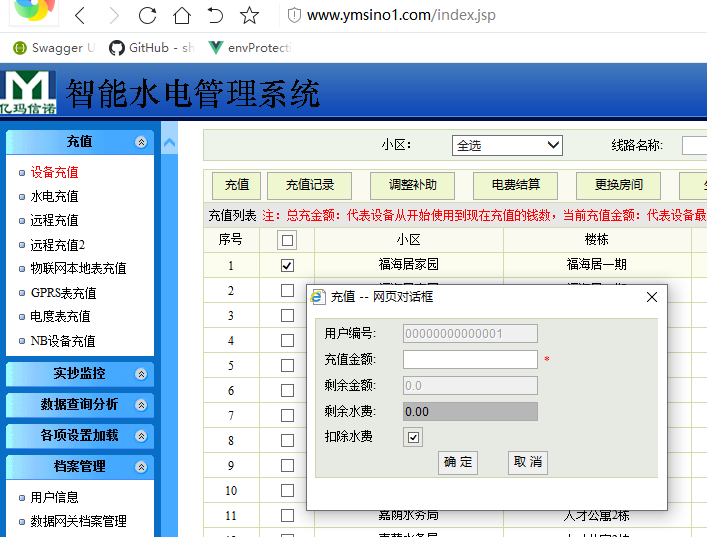 www.ymsino1.com/index.jsp
Swagger U
GitHub - sh
envProtecti
亿玛信诺
智能水电管理系统
充值
设备充值
水电充值
远程充值
远程充值2
物联网本地表充值
GPRS表充值
电度表充值
NB设备充值
实抄监控
数据查询分析
各项设置加载
档案管理
用户信息
数据网关档案管理
小区： 全选 线路名称:
充值 充值记录 调整补助 电费结算 更换房间
充值列表 注: 总充金额: 代表设备从开始使用到现在充值的钱数，当前充值金额: 代表设备最
序号 小区 楼栋
1 福海居家园 福海居一期
2
3
4
5
6
7
8
9
10
11 嘉荫水务局 人才公寓2栋
充值 -- 网页对话框
用户编号: 00000000000001
充值金额: *
剩余金额: 0.0
剩余水费: 0.00
扣除水费
确 定 取 消